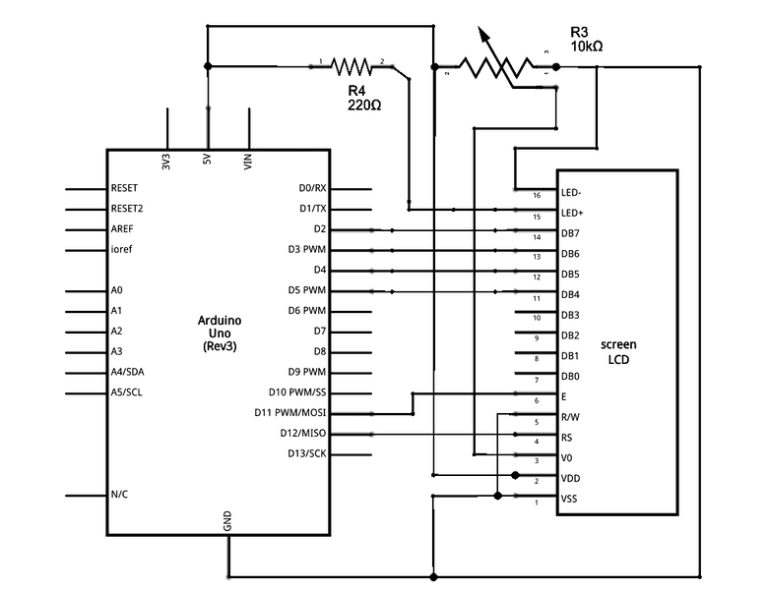 R3
10kΩ
1
2
2
3
1
R4
220Ω
3V3
5V
VIN
RESET
RESET2
AREF
ioref
A0
A1
A2
A3
A4/SDA
A5/SCL
N/C
Arduino
Uno
(Rev3)
GND
D0/RX
D1/TX
D2
D3 PWM
D4
D5 PWM
D6 PWM
D7
D8
D9 PWM
D10 PWM/SS
D11 PWM/MOSI
D12/MISO
D13/SCK
16 LED-
15 LED+
14 DB7
13 DB6
12 DB5
11 DB4
10 DB3
9 DB2
8 DB1
7 DB0
6 E
5 R/W
4 RS
3 V0
2 VDD
1 VSS
screen
LCD